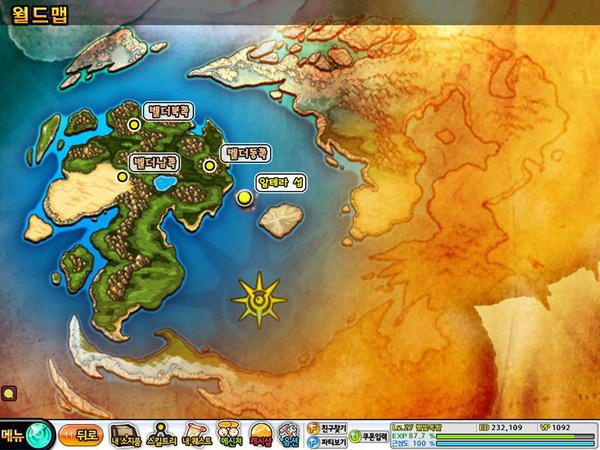 월드맵
벨더북쪽
벨더남쪽
벨더동쪽
알테라 섬
메뉴
뒤로
내 소지품
스킬트리
내 퀘스트
메신저
캐시샵
옵션
친구찾기
파티보기
쿠폰입력
Lv.27
ED 232,109
VP 1092
EXP 87.7 %
근성도 100 %